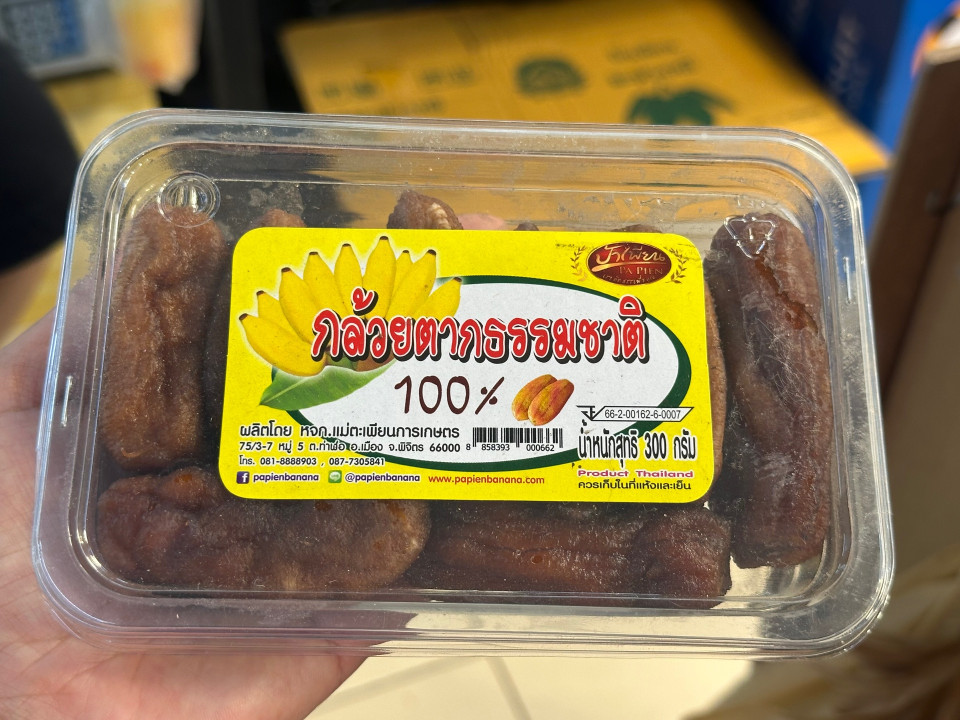 ป้าเพียน
PA PIEN
กล้วยตากธรรมชาติ
100%
66-2-00162-6-0007
ผลิตโดย หจก.แม่ตะเพียนการเกษตร
75/3-7 หมู่ 5 ต.ท่าฬ่อ อ.เมือง จ.พิจิตร 66000
โทร. 081-8888903 , 087-7305841
papienbanana @papienbanana www.papienbanana.com
8 858393 000662
น้ำหนักสุทธิ 300 กรัม
Product Thailand
ควรเก็บในที่แห้งและเย็น